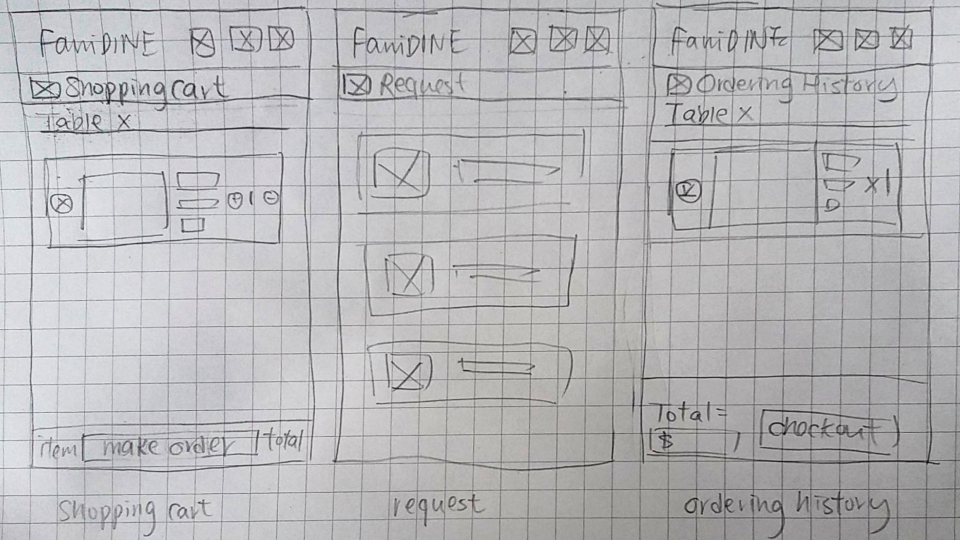 FamiDINE
Shopping cart
Table x
+ 1 -
item make order total
shopping cart
FamiDINE
Request
request
FamiDINE
Ordering History
Table x
x1
Total=
$
checkout
ordering history